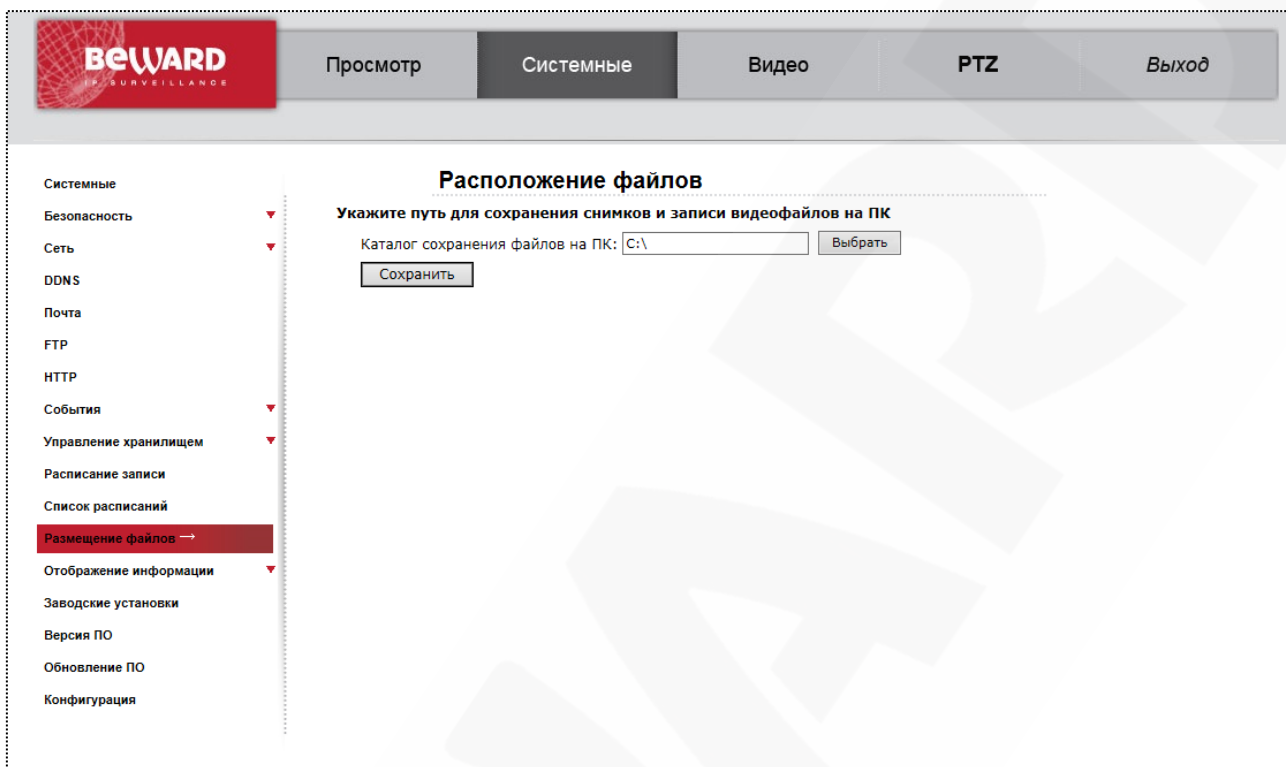 BEWARD
IP SURVEILLANCE
Просмотр
Системные
Видео
PTZ
Выход
Системные
Безопасность
Сеть
DDNS
Почта
FTP
HTTP
События
Управление хранилищем
Расписание записи
Список расписаний
Размещение файлов →
Отображение информации
Заводские установки
Версия ПО
Обновление ПО
Конфигурация
Расположение файлов
Укажите путь для сохранения снимков и записи видеофайлов на ПК
Каталог сохранения файлов на ПК: C:\ Выбрать
Сохранить